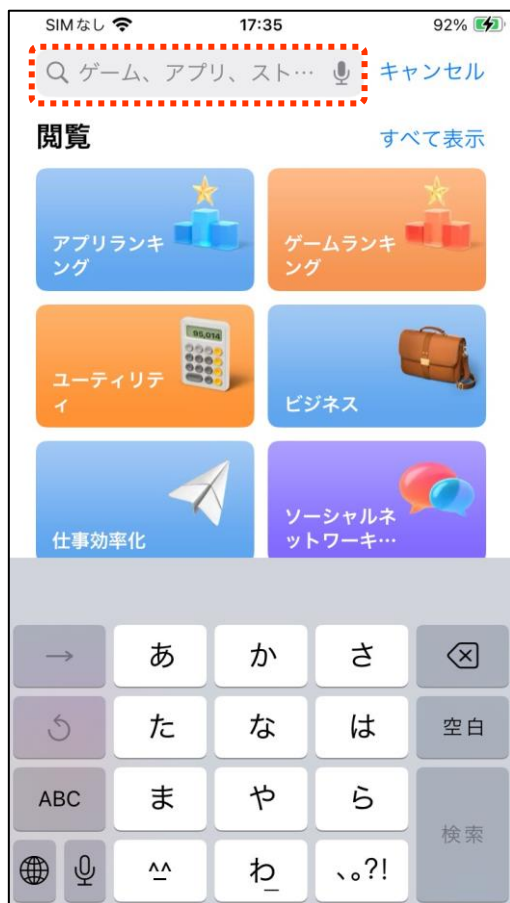 SIMなし 17:35 92%
ゲーム、アプリ、スト… キャンセル
閲覧 すべて表示
アプリランキ
ング
ゲームランキ
ング
95,014
ユーティリテ
ィ
ビジネス
仕事効率化
ソーシャルネ
ットワーキ…
→ あ か さ
た な は 空白
ABC ま や ら
検索
^^ わ_ 、。?!